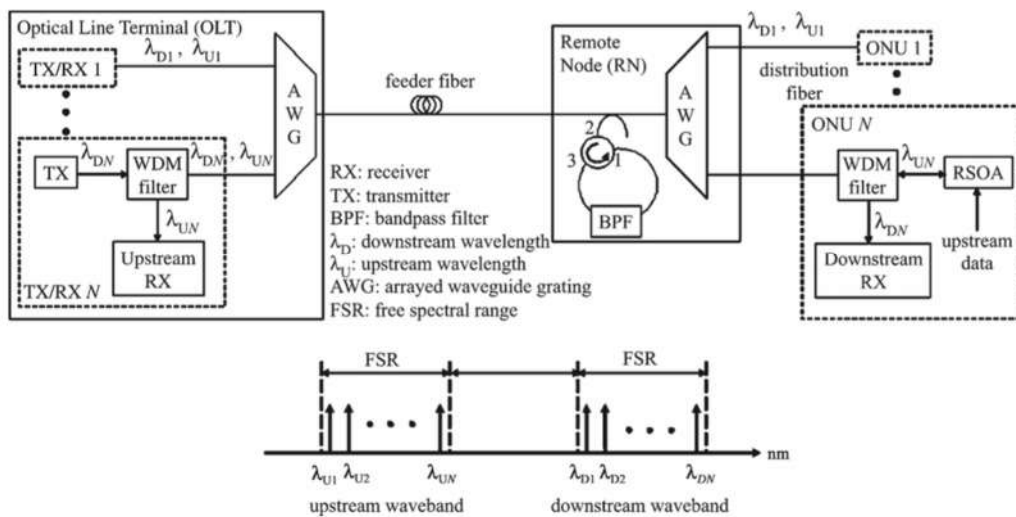 Optical Line Terminal (OLT)
TX/RX 1
λD1 , λU1
TX
λDN
WDM
filter
λDN , λUN
λUN
Upstream
RX
TX/RX N
A
W
G
feeder fiber
RX: receiver
TX: transmitter
BPF: bandpass filter
λD: downstream wavelength
λU: upstream wavelength
AWG: arrayed waveguide grating
FSR: free spectral range
Remote
Node (RN)
2
3
1
BPF
A
W
G
λD1 , λU1
ONU 1
distribution
fiber
ONU N
WDM
filter
λUN
RSOA
λDN
Downstream
RX
upstream
data
FSR
FSR
nm
λU1 λU2 λUN
λD1 λD2 λDN
upstream waveband
downstream waveband